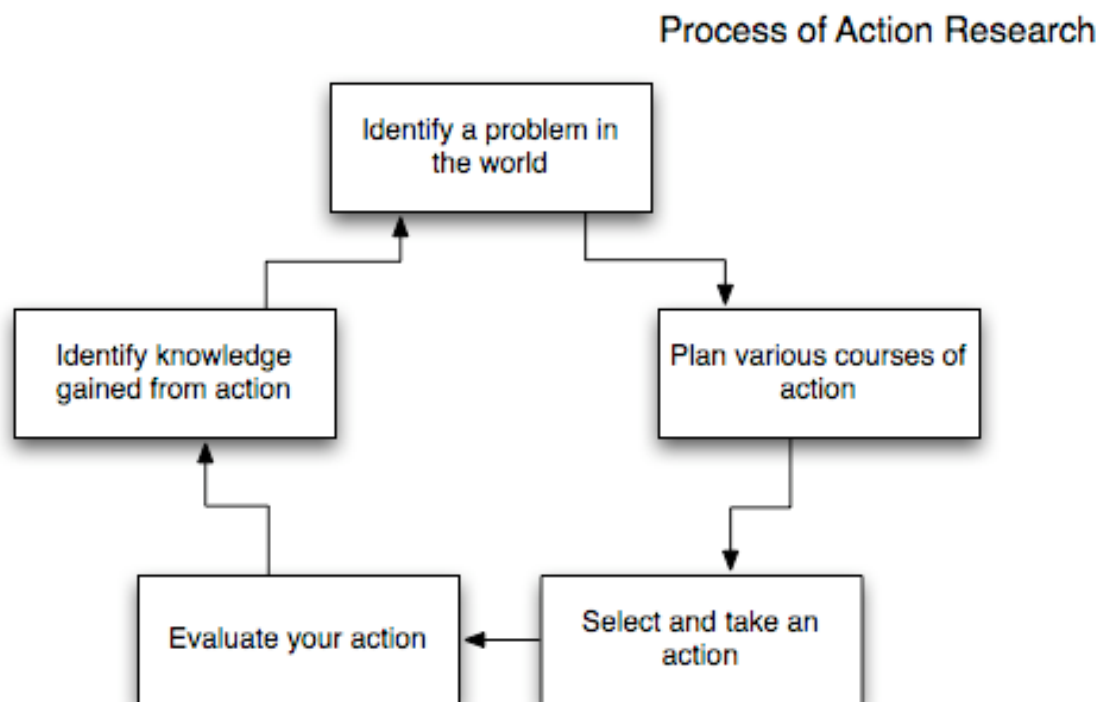 Process of Action Research
Identify a problem in
the world
Plan various courses of
action
Select and take an
action
Evaluate your action
Identify knowledge
gained from action